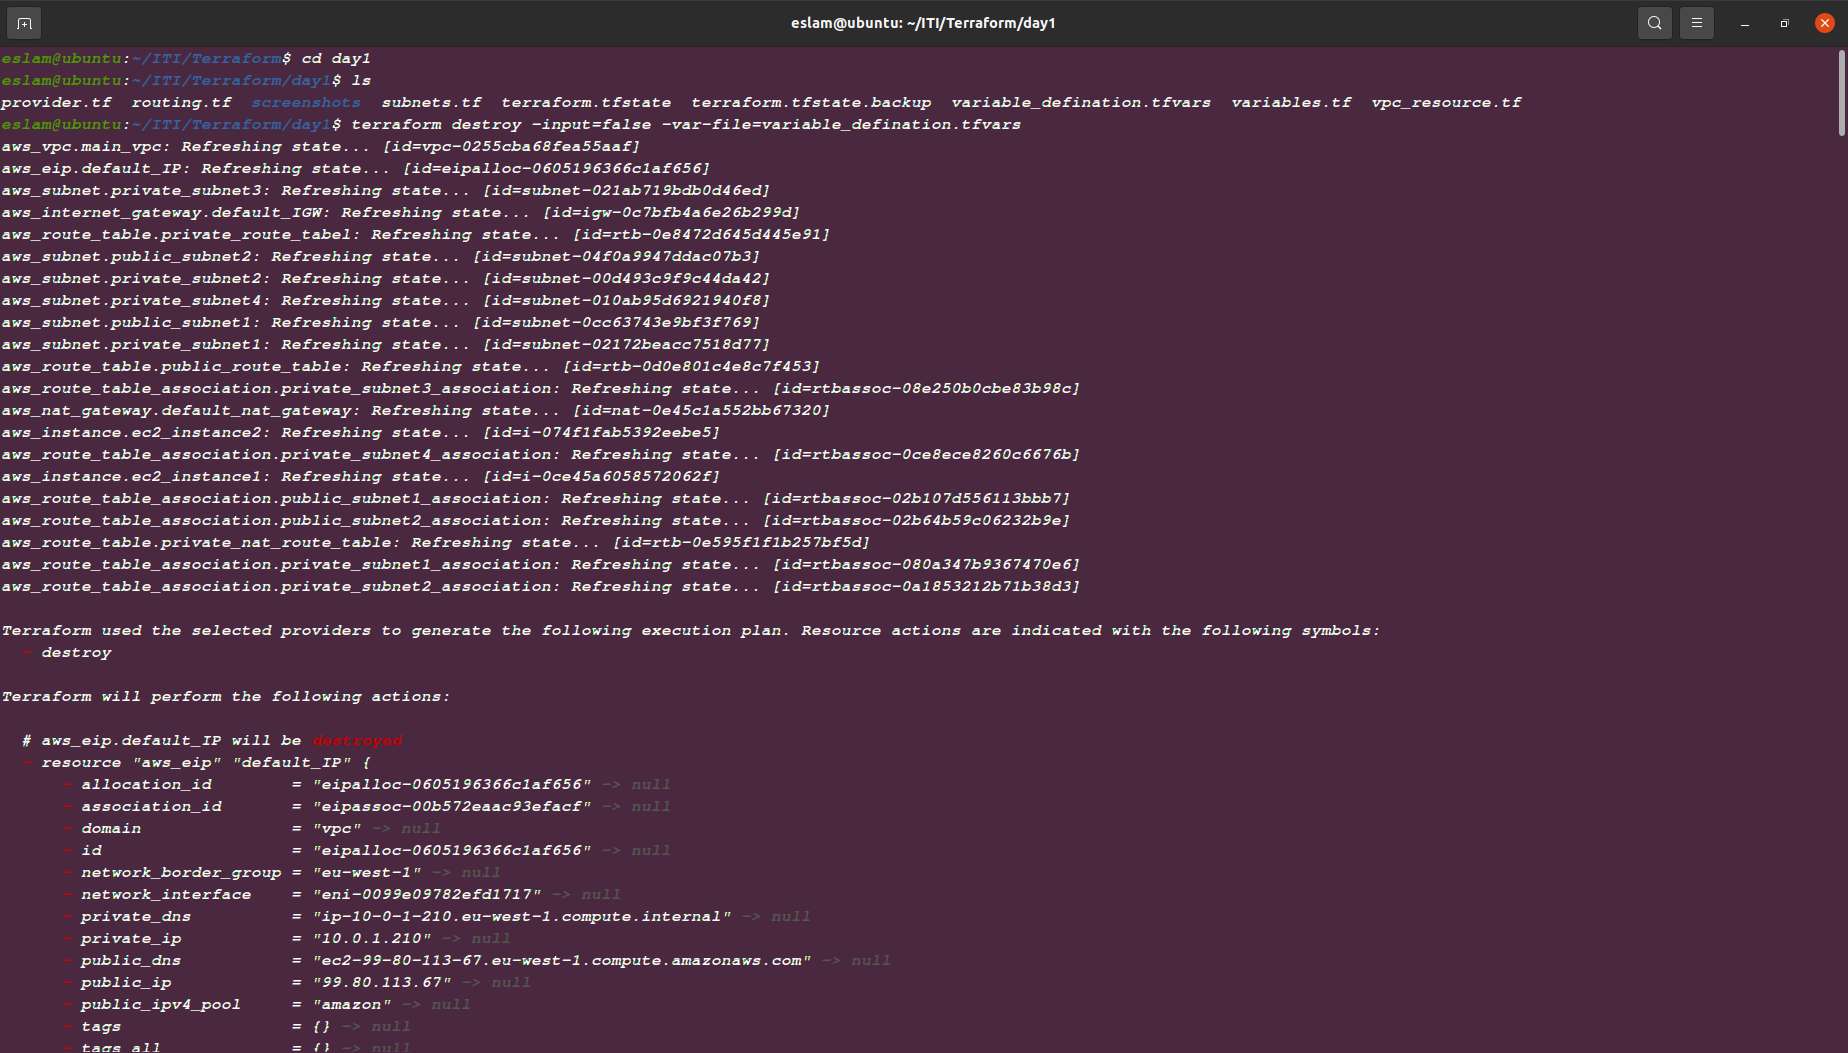 eslam@ubuntu: ~/ITI/Terraform/day1
eslam@ubuntu:~/ITI/Terraform$ cd day1
eslam@ubuntu:~/ITI/Terraform/day1$ ls
provider.tf  routing.tf  screenshots  subnets.tf  terraform.tfstate  terraform.tfstate.backup  variable_defination.tfvars  variables.tf  vpc_resource.tf
eslam@ubuntu:~/ITI/Terraform/day1$ terraform destroy -input=false -var-file=variable_defination.tfvars
aws_vpc.main_vpc: Refreshing state... [id=vpc-0255cba68fea55aaf]
aws_eip.default_IP: Refreshing state... [id=eipalloc-0605196366c1af656]
aws_subnet.private_subnet3: Refreshing state... [id=subnet-021ab719bdb0d46ed]
aws_internet_gateway.default_IGW: Refreshing state... [id=igw-0c7bfb4a6e26b299d]
aws_route_table.private_route_tabel: Refreshing state... [id=rtb-0e8472d645d445e91]
aws_subnet.public_subnet2: Refreshing state... [id=subnet-04f0a9947ddac07b3]
aws_subnet.private_subnet2: Refreshing state... [id=subnet-00d493c9f9c44da42]
aws_subnet.private_subnet4: Refreshing state... [id=subnet-010ab95d6921940f8]
aws_subnet.public_subnet1: Refreshing state... [id=subnet-0cc63743e9bf3f769]
aws_subnet.private_subnet1: Refreshing state... [id=subnet-02172beacc7518d77]
aws_route_table.public_route_table: Refreshing state... [id=rtb-0d0e801c4e8c7f453]
aws_route_table_association.private_subnet3_association: Refreshing state... [id=rtbassoc-08e250b0cbe83b98c]
aws_nat_gateway.default_nat_gateway: Refreshing state... [id=nat-0e45c1a552bb67320]
aws_instance.ec2_instance2: Refreshing state... [id=i-074f1fab5392eebe5]
aws_route_table_association.private_subnet4_association: Refreshing state... [id=rtbassoc-0ce8ece8260c6676b]
aws_instance.ec2_instance1: Refreshing state... [id=i-0ce45a6058572062f]
aws_route_table_association.public_subnet1_association: Refreshing state... [id=rtbassoc-02b107d556113bbb7]
aws_route_table_association.public_subnet2_association: Refreshing state... [id=rtbassoc-02b64b59c06232b9e]
aws_route_table.private_nat_route_table: Refreshing state... [id=rtb-0e595f1f1b257bf5d]
aws_route_table_association.private_subnet1_association: Refreshing state... [id=rtbassoc-080a347b9367470e6]
aws_route_table_association.private_subnet2_association: Refreshing state... [id=rtbassoc-0a1853212b71b38d3]
Terraform used the selected providers to generate the following execution plan. Resource actions are indicated with the following symbols:
  - destroy
Terraform will perform the following actions:
  # aws_eip.default_IP will be destroyed
  - resource "aws_eip" "default_IP" {
      - allocation_id        = "eipalloc-0605196366c1af656" -> null
      - association_id       = "eipassoc-00b572eaac93efacf" -> null
      - domain               = "vpc" -> null
      - id                   = "eipalloc-0605196366c1af656" -> null
      - network_border_group = "eu-west-1" -> null
      - network_interface    = "eni-0099e09782efd1717" -> null
      - private_dns          = "ip-10-0-1-210.eu-west-1.compute.internal" -> null
      - private_ip           = "10.0.1.210" -> null
      - public_dns           = "ec2-99-80-113-67.eu-west-1.compute.amazonaws.com" -> null
      - public_ip            = "99.80.113.67" -> null
      - public_ipv4_pool     = "amazon" -> null
      - tags                 = {} -> null
      - tags_all             = {} -> null